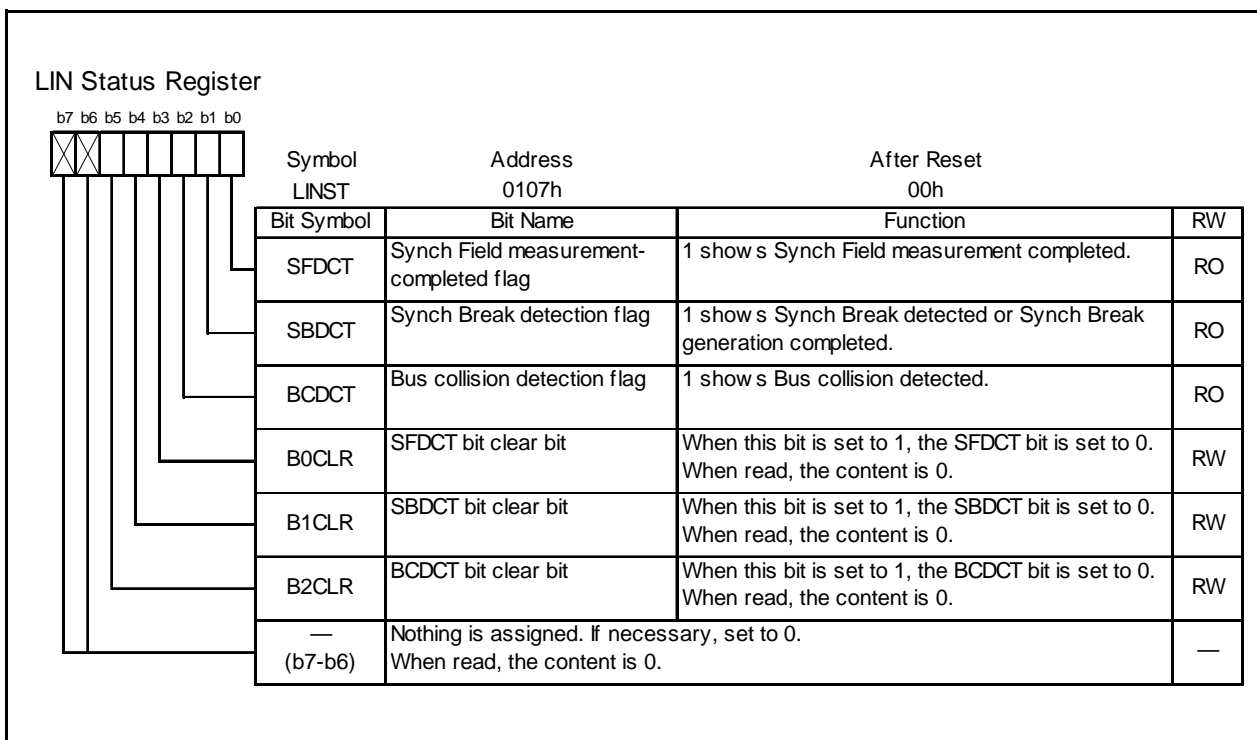 LIN Status Register
b7 b6 b5 b4 b3 b2 b1 b0
Symbol Address After Reset
LINST 0107h 00h
Bit Symbol Bit Name Function RW
SFDCT Synch Field measurement-completed flag 1 shows Synch Field measurement completed. RO
SBDCT Synch Break detection flag 1 shows Synch Break detected or Synch Break generation completed. RO
BCDCT Bus collision detection flag 1 shows Bus collision detected. RO
B0CLR SFDCT bit clear bit When this bit is set to 1, the SFDCT bit is set to 0. When read, the content is 0. RW
B1CLR SBDCT bit clear bit When this bit is set to 1, the SBDCT bit is set to 0. When read, the content is 0. RW
B2CLR BCDCT bit clear bit When this bit is set to 1, the BCDCT bit is set to 0. When read, the content is 0. RW
— (b7-b6) Nothing is assigned. If necessary, set to 0. When read, the content is 0. —